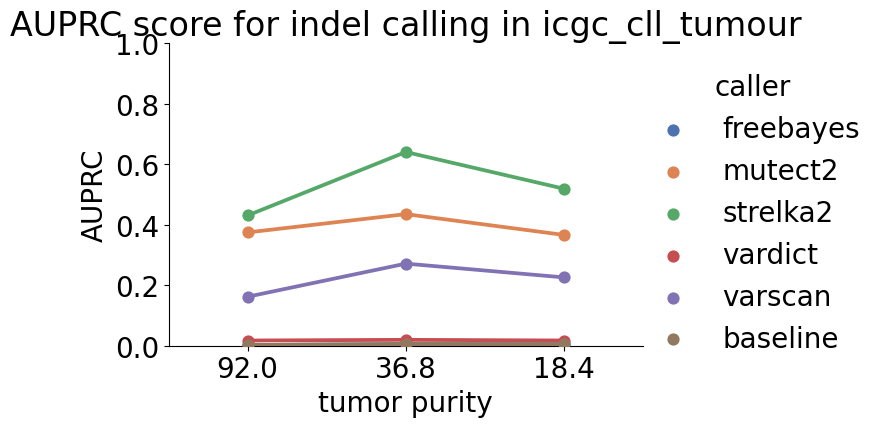 AUPRC score for indel calling in icgc_cll_tumour
1.0
0.8
0.6
0.4
0.2
0.0
AUPRC
92.0 36.8 18.4
tumor purity
caller
freebayes
mutect2
strelka2
vardict
varscan
baseline